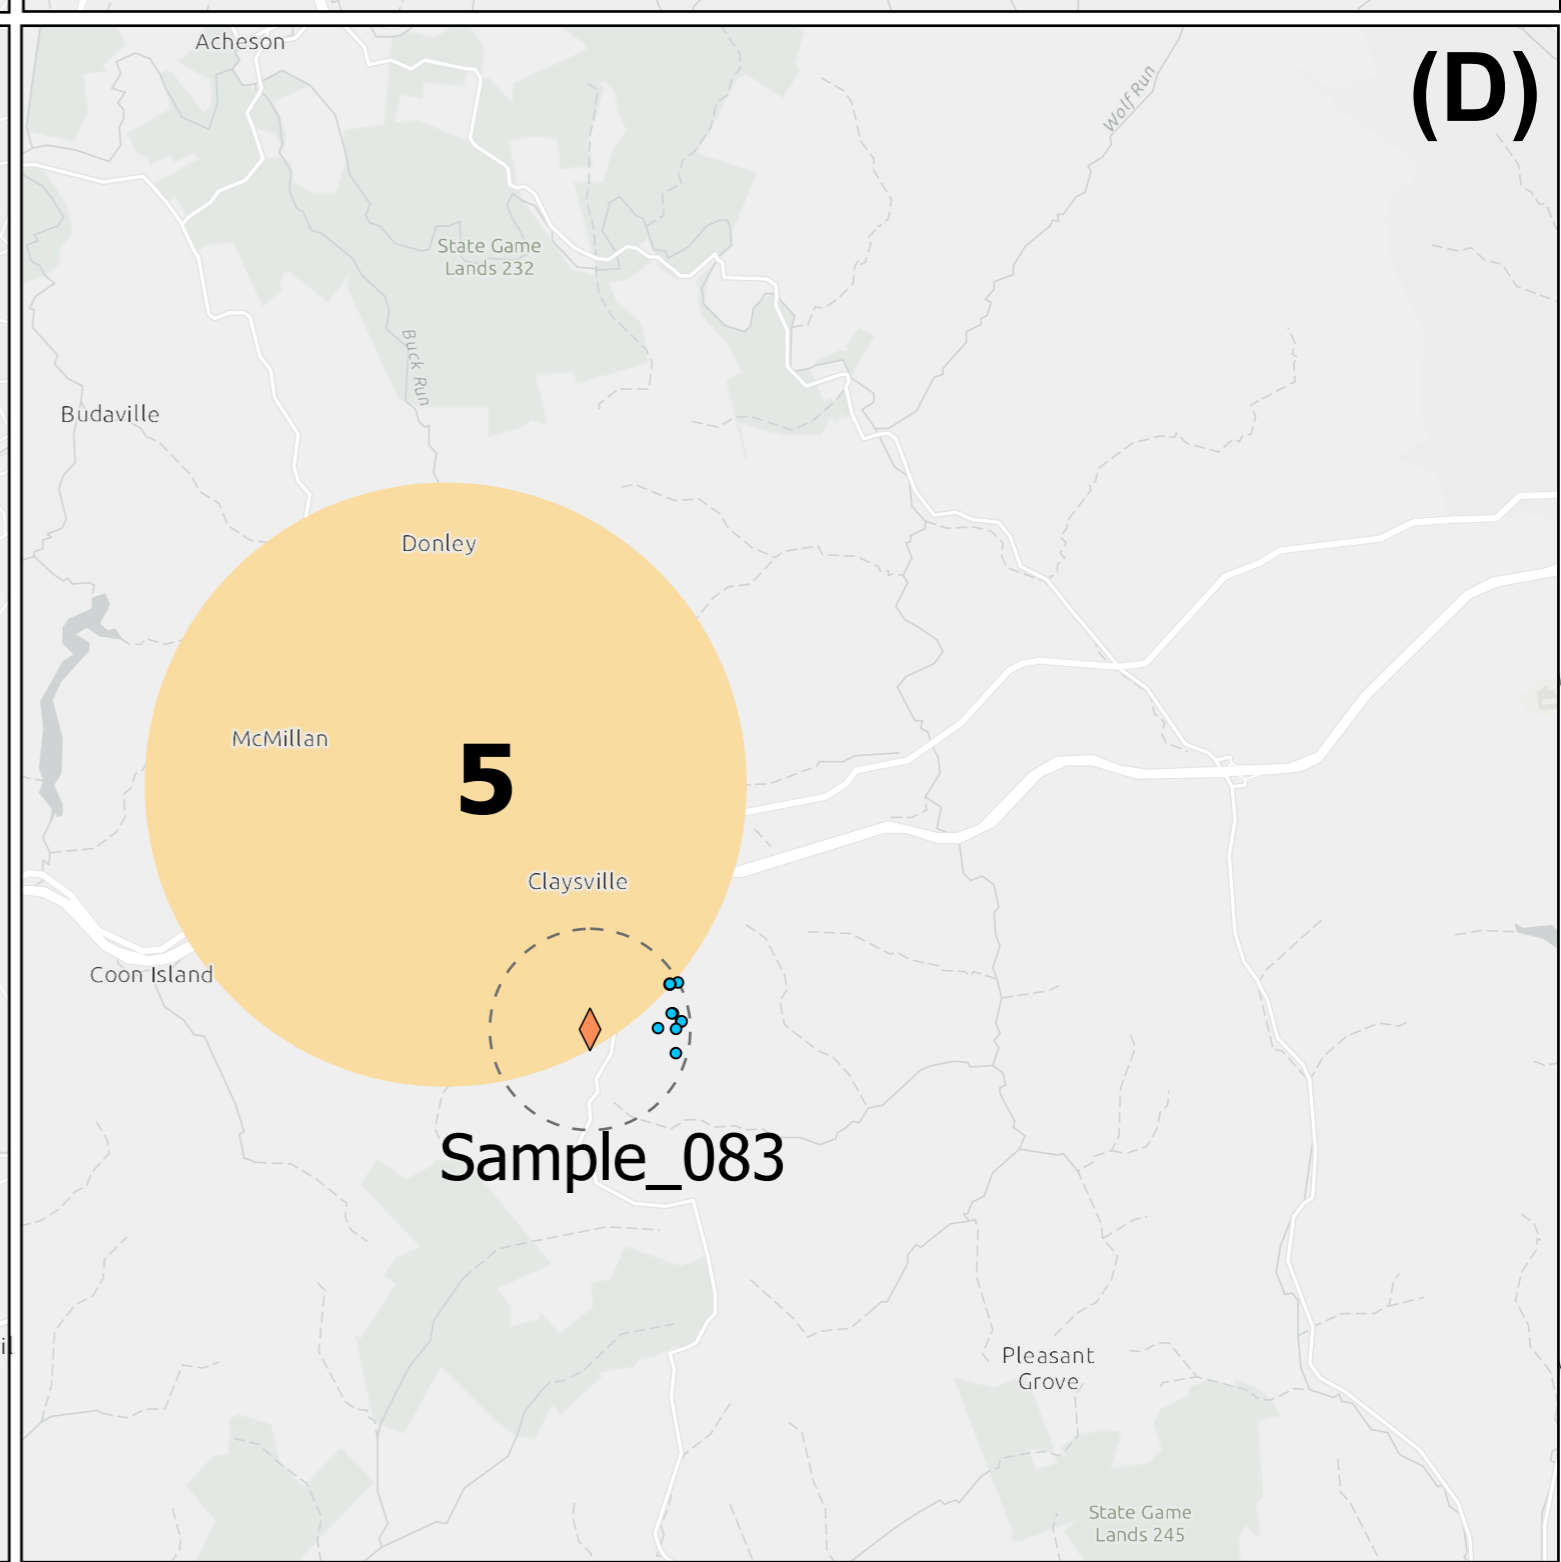 Acheson
(D)
Wolf Run
State Game
Lands 232
Buck Run
Budaville
Donley
McMillan
5
Claysville
Coon Island
Sample_083
Pleasant
Grove
State Game
Lands 245